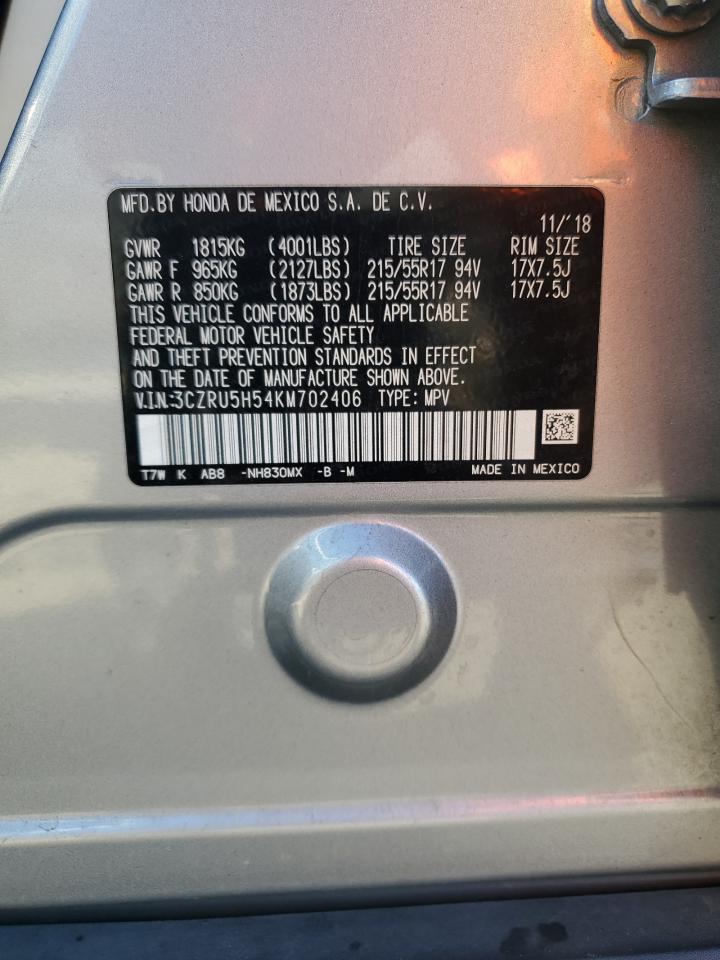 MFD.BY HONDA DE MEXICO S.A. DE C.V.
11/'18
GVWR 1815KG (4001LBS) TIRE SIZE RIM SIZE
GAWR F 965KG (2127LBS) 215/55R17 94V 17X7.5J
GAWR R 850KG (1873LBS) 215/55R17 94V 17X7.5J
THIS VEHICLE CONFORMS TO ALL APPLICABLE
FEDERAL MOTOR VEHICLE SAFETY
AND THEFT PREVENTION STANDARDS IN EFFECT
ON THE DATE OF MANUFACTURE SHOWN ABOVE.
V.I.N.:3CZRU5H54KM702406 TYPE: MPV
T7W K AB8 -NH830MX -B -M MADE IN MEXICO